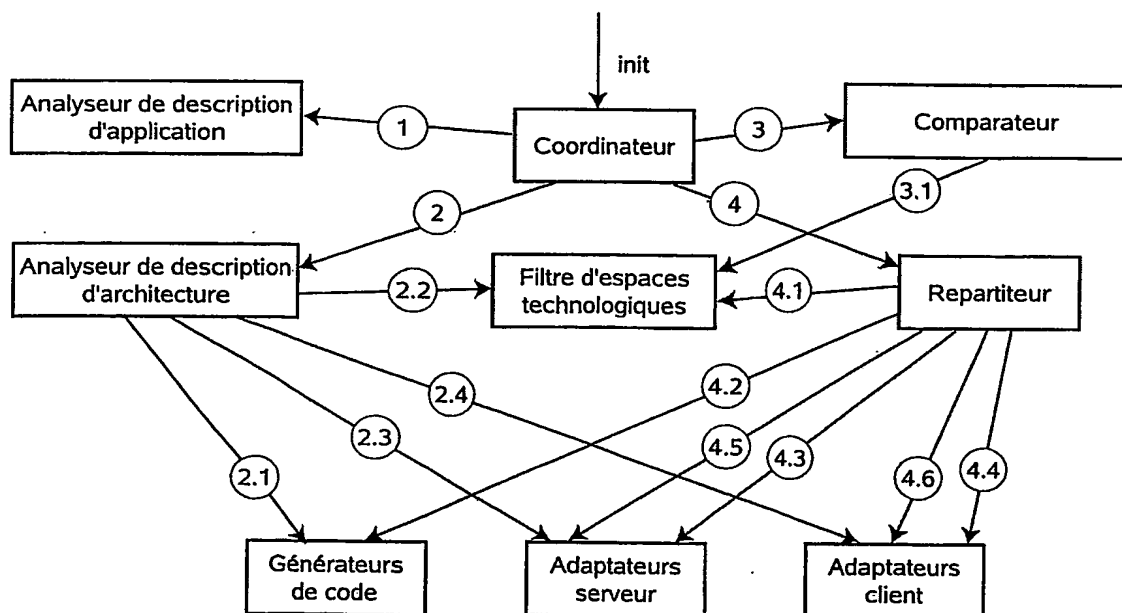 init
Analyseur de description
d'application
1
Coordinateur
3
Comparateur
2
4
3.1
Analyseur de description
d'architecture
2.2
Filtre d'espaces
technologiques
4.1
Repartiteur
2.4
4.2
2.3
4.5
4.3
2.1
4.6
4.4
Générateurs
de code
Adaptateurs
serveur
Adaptateurs
client